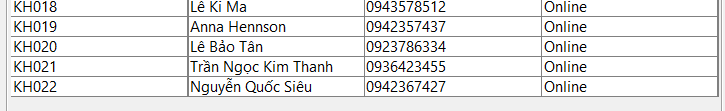 KH018 Lê Ki Ma 0943578512 Online
KH019 Anna Hennson 0942357437 Online
KH020 Lê Bảo Tân 0923786334 Online
KH021 Trần Ngọc Kim Thanh 0936423455 Online
KH022 Nguyễn Quốc Siêu 0942367427 Online